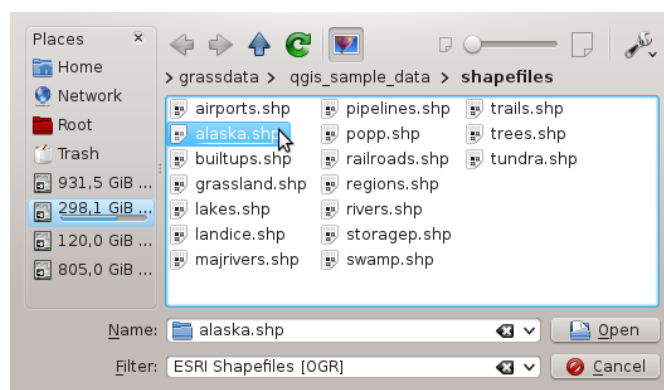 Places ×
Home
Network
Root
Trash
931,5 GiB ...
298,1 GiB ...
120,0 GiB ...
805,0 GiB ...
> grassdata > qgis_sample_data > shapefiles
airports.shp
alaska.shp
builtups.shp
grassland.shp
lakes.shp
landice.shp
majrivers.shp
pipelines.shp
popp.shp
railroads.shp
regions.shp
rivers.shp
storagep.shp
swamp.shp
trails.shp
trees.shp
tundra.shp
Name: alaska.shp
Open
Filter: ESRI Shapefiles [OGR]
Cancel